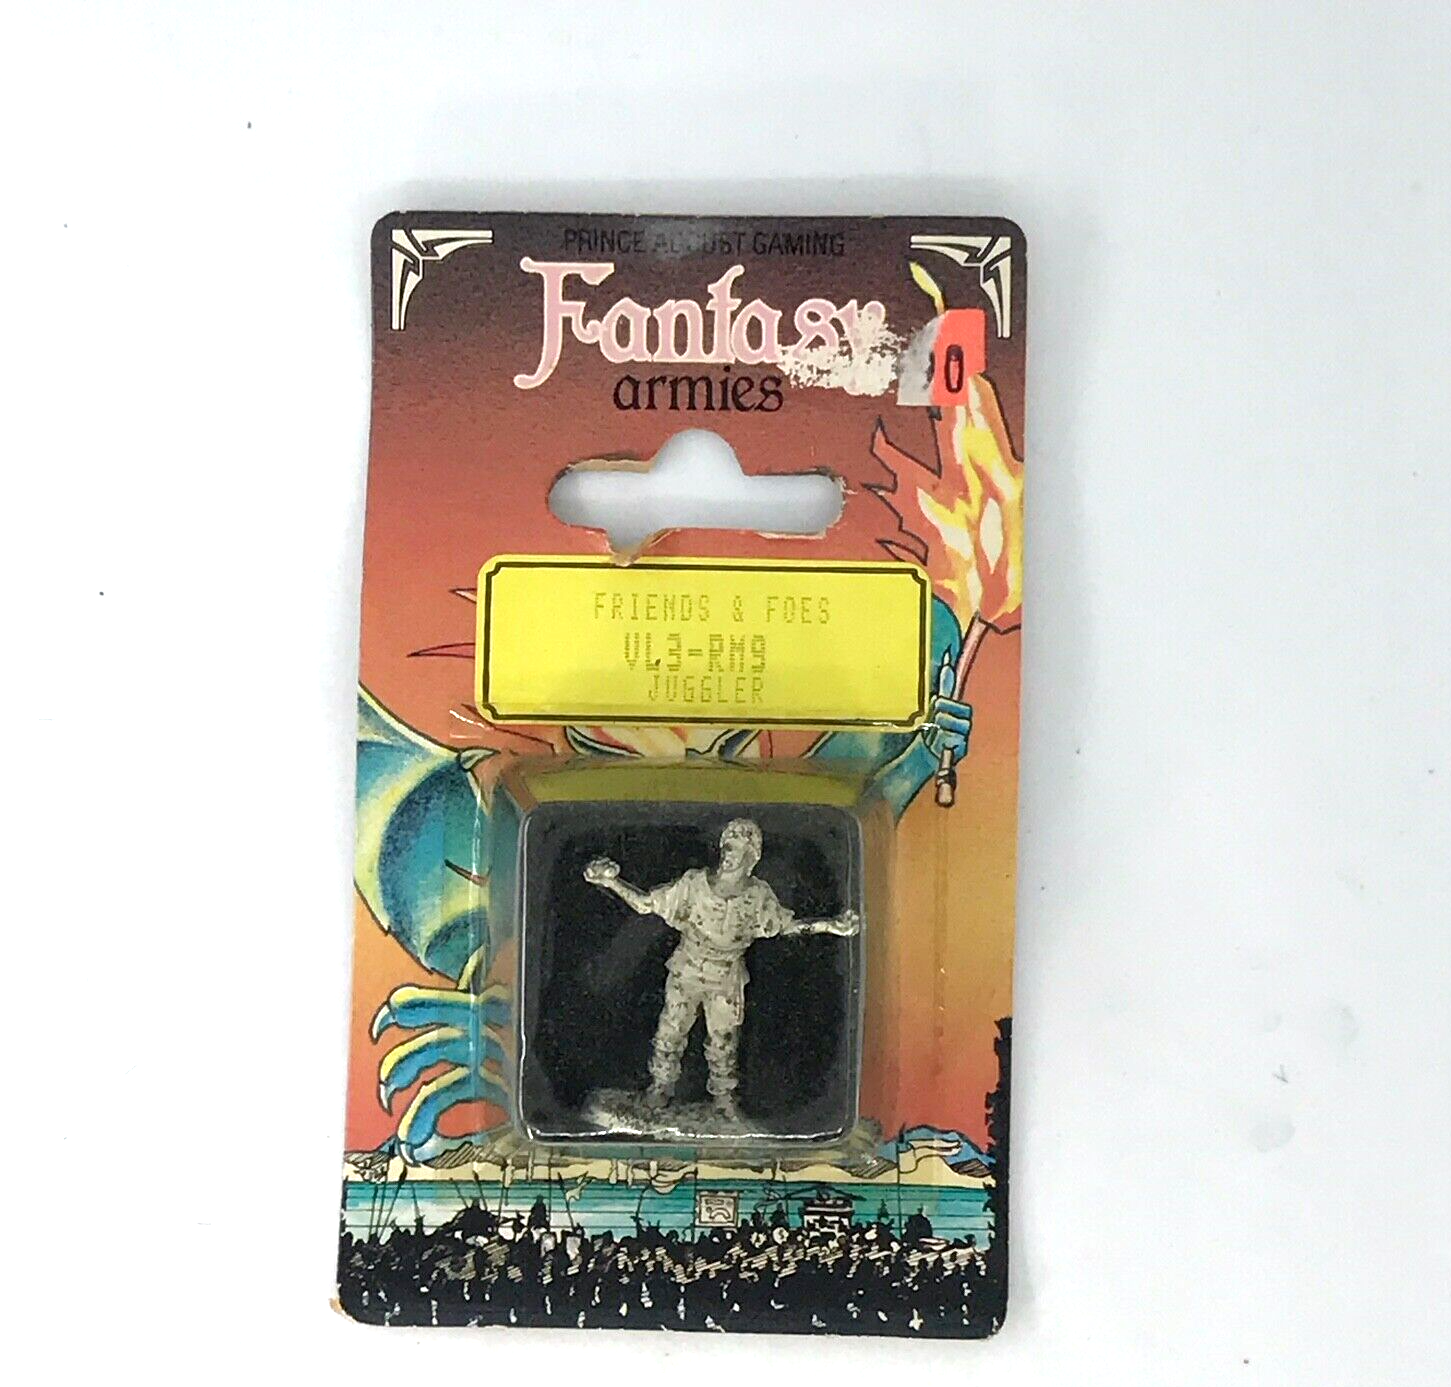 PRINCE AUGUST GAMING
Fantasy
armies
FRIENDS & FOES
VL3-RM9
JUGGLER